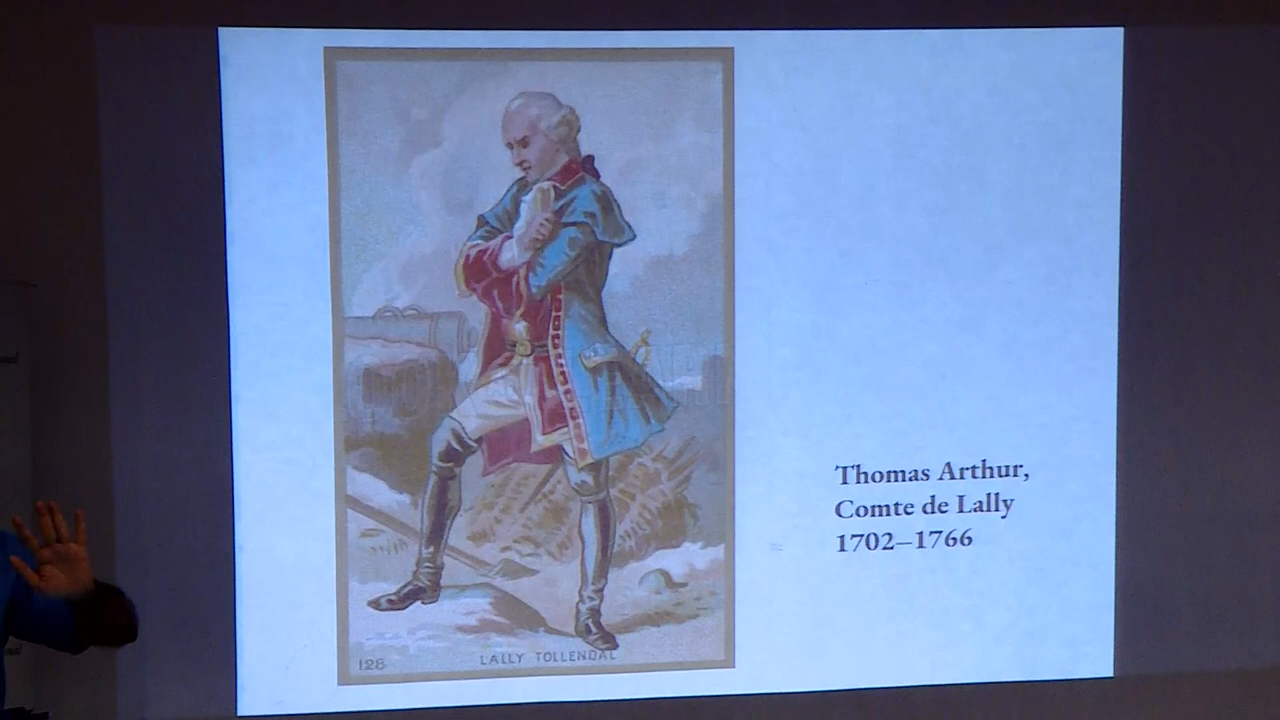 Thomas Arthur,
Comte de Lally
1702–1766
128
LALLY TOLLENDAL